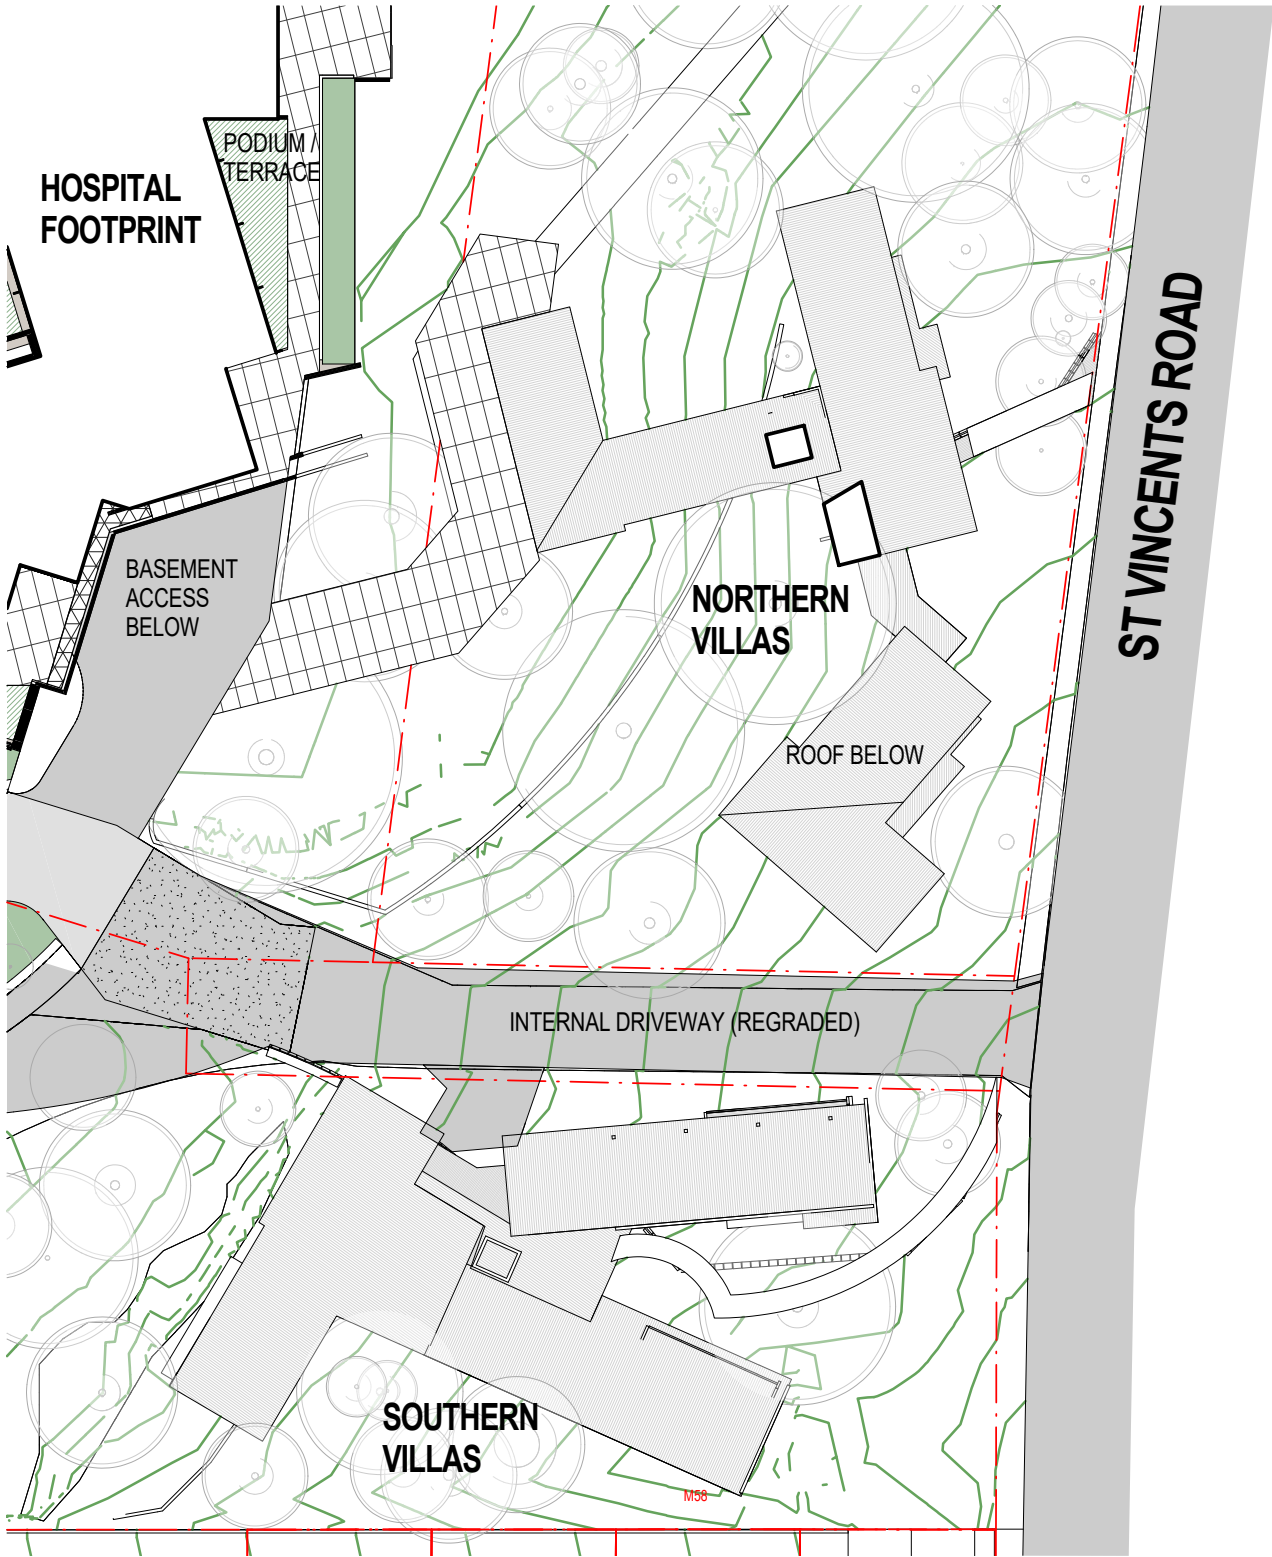 PODIUM /
TERRACE
HOSPITAL
FOOTPRINT
ST VINCENTS ROAD
BASEMENT
ACCESS
BELOW
NORTHERN
VILLAS
ROOF BELOW
INTERNAL DRIVEWAY (REGRADED)
SOUTHERN
VILLAS
M58